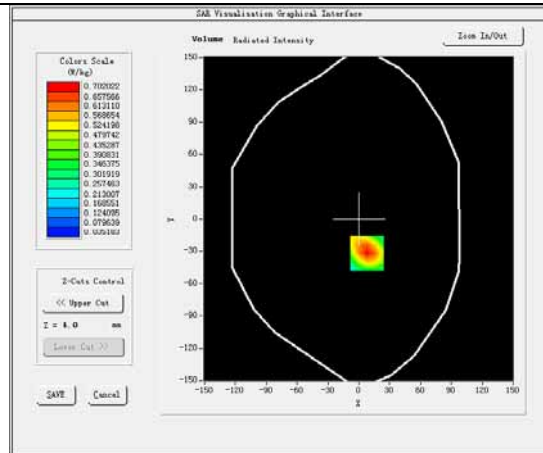 SAR Visualisation Graphical Interface
Volume Radiated Intensity
Zoom In/Out
Colors Scale
(W/kg)
0.702022
0.657566
0.613110
0.568654
0.524198
0.479742
0.435287
0.390831
0.346375
0.301919
0.257463
0.213007
0.168551
0.124095
0.079639
0.035183
Z-Cuts Control
<< Upper Cut
Z = 4.0 mm
Lower Cut >>
SAVE
Cancel
150
120
90
60
30
0
-30
-60
-90
-120
-150
Y
-150 -120 -90 -60 -30 0 30 60 90 120 150
X